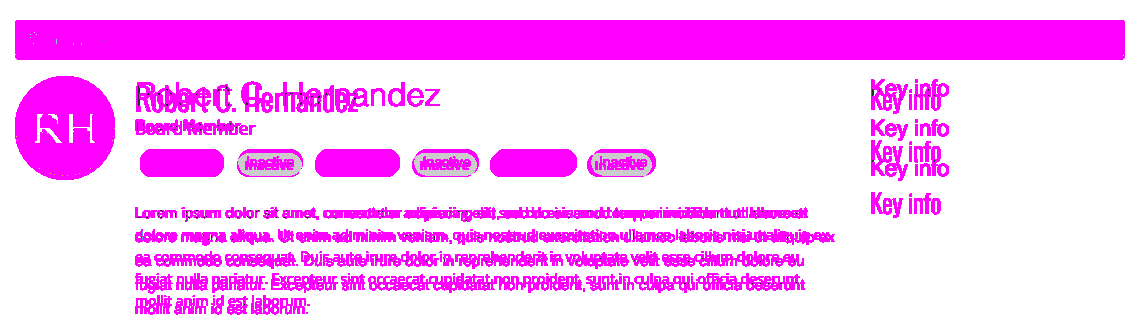 RH
Robert C. Hernandez
Board Member
Inactive
Inactive
Inactive
Lorem ipsum dolor sit amet, consectetur adipiscing elit, sed do eiusmod tempor incididunt ut labore et
dolore magna aliqua. Ut enim ad minim veniam, quis nostrud exercitation ullamco laboris nisi ut aliquip ex
ea commodo consequat. Duis aute irure dolor in reprehenderit in voluptate velit esse cillum dolore eu
fugiat nulla pariatur. Excepteur sint occaecat cupidatat non proident, sunt in culpa qui officia deserunt
mollit anim id est laborum.
Key info
Key info
Key info
Key info
Key info
Key info